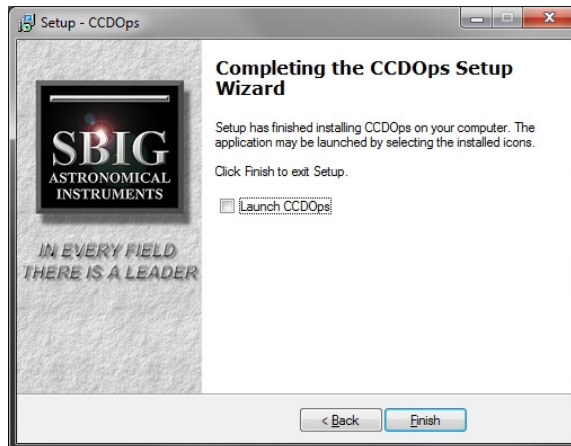 Setup - CCDOps
SBIG
ASTRONOMICAL
INSTRUMENTS
IN EVERY FIELD
THERE IS A LEADER
Completing the CCDOps Setup
Wizard
Setup has finished installing CCDOps on your computer. The
application may be launched by selecting the installed icons.
Click Finish to exit Setup.
Launch CCDOps
< Back
Finish